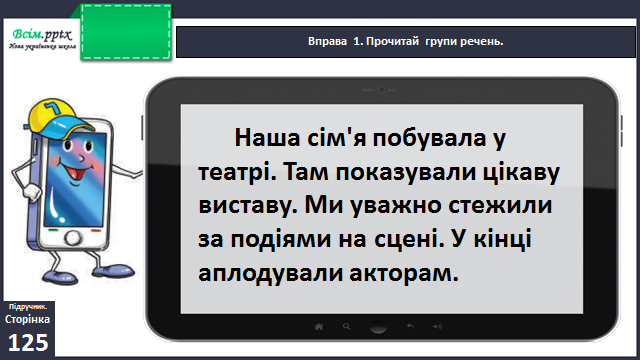 Всім.pptx
Нова українська школа
Вправа 1. Прочитай групи речень.
Наша сім'я побувала у
театрі. Там показували цікаву
виставу. Ми уважно стежили
за подіями на сцені. У кінці
аплодували акторам.
Підручник.
Сторінка
125